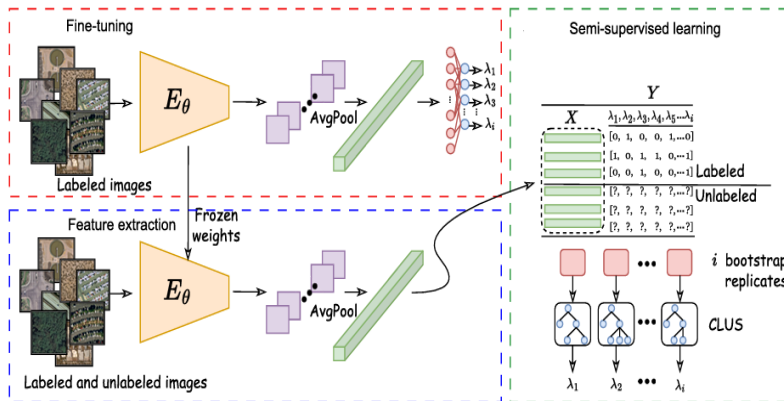 Fine-tuning
E_θ
AvgPool
λ₁
λ₂
λ₃
λᵢ
Labeled images
Frozen weights
Feature extraction
E_θ
AvgPool
Labeled and unlabeled images
Semi-supervised learning
Y
X λ₁, λ₂, λ₃, λ₄, λ₅...λᵢ
[0, 1, 0, 0, 1,...0]
[1, 0, 1, 1, 0,...1]
[0, 0, 1, 0, 0,...1] Labeled
[?, ?, ?, ?, ?,...?] Unlabeled
[?, ?, ?, ?, ?,...?]
[?, ?, ?, ?, ?,...?]
i bootstrap
replicates
CLUS
λ₁ λ₂ ••• λᵢ